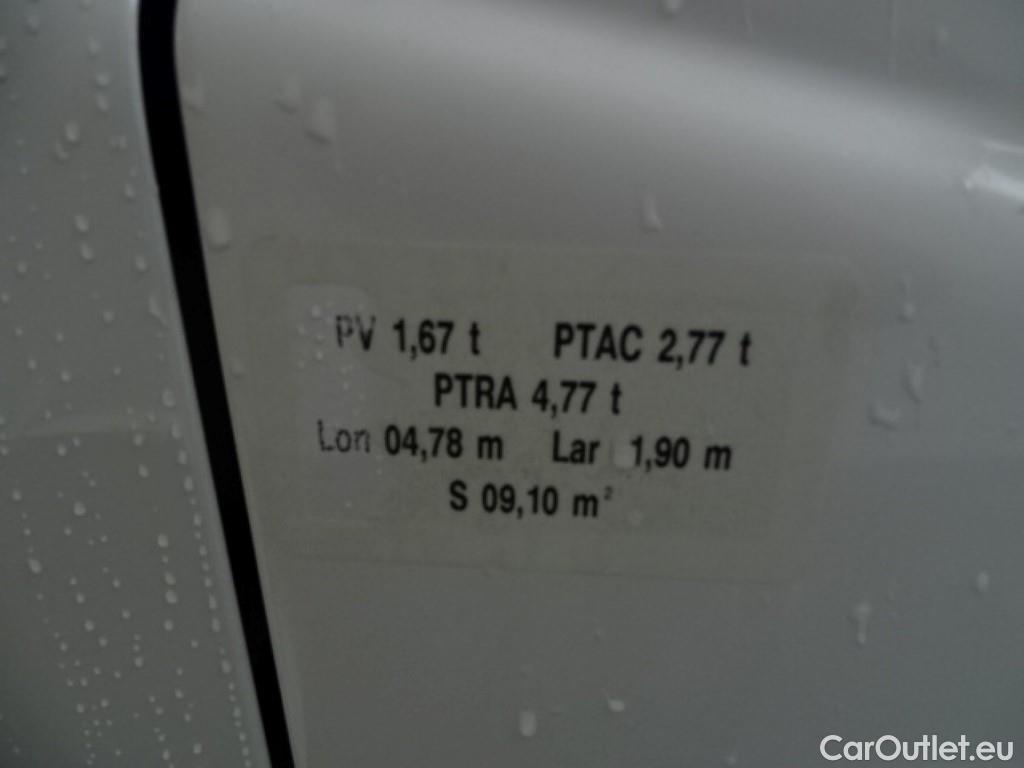 PV 1,67 t PTAC 2,77 t
PTRA 4,77 t
Lon 04,78 m Lar 1,90 m
S 09,10 m²
CarOutlet.eu